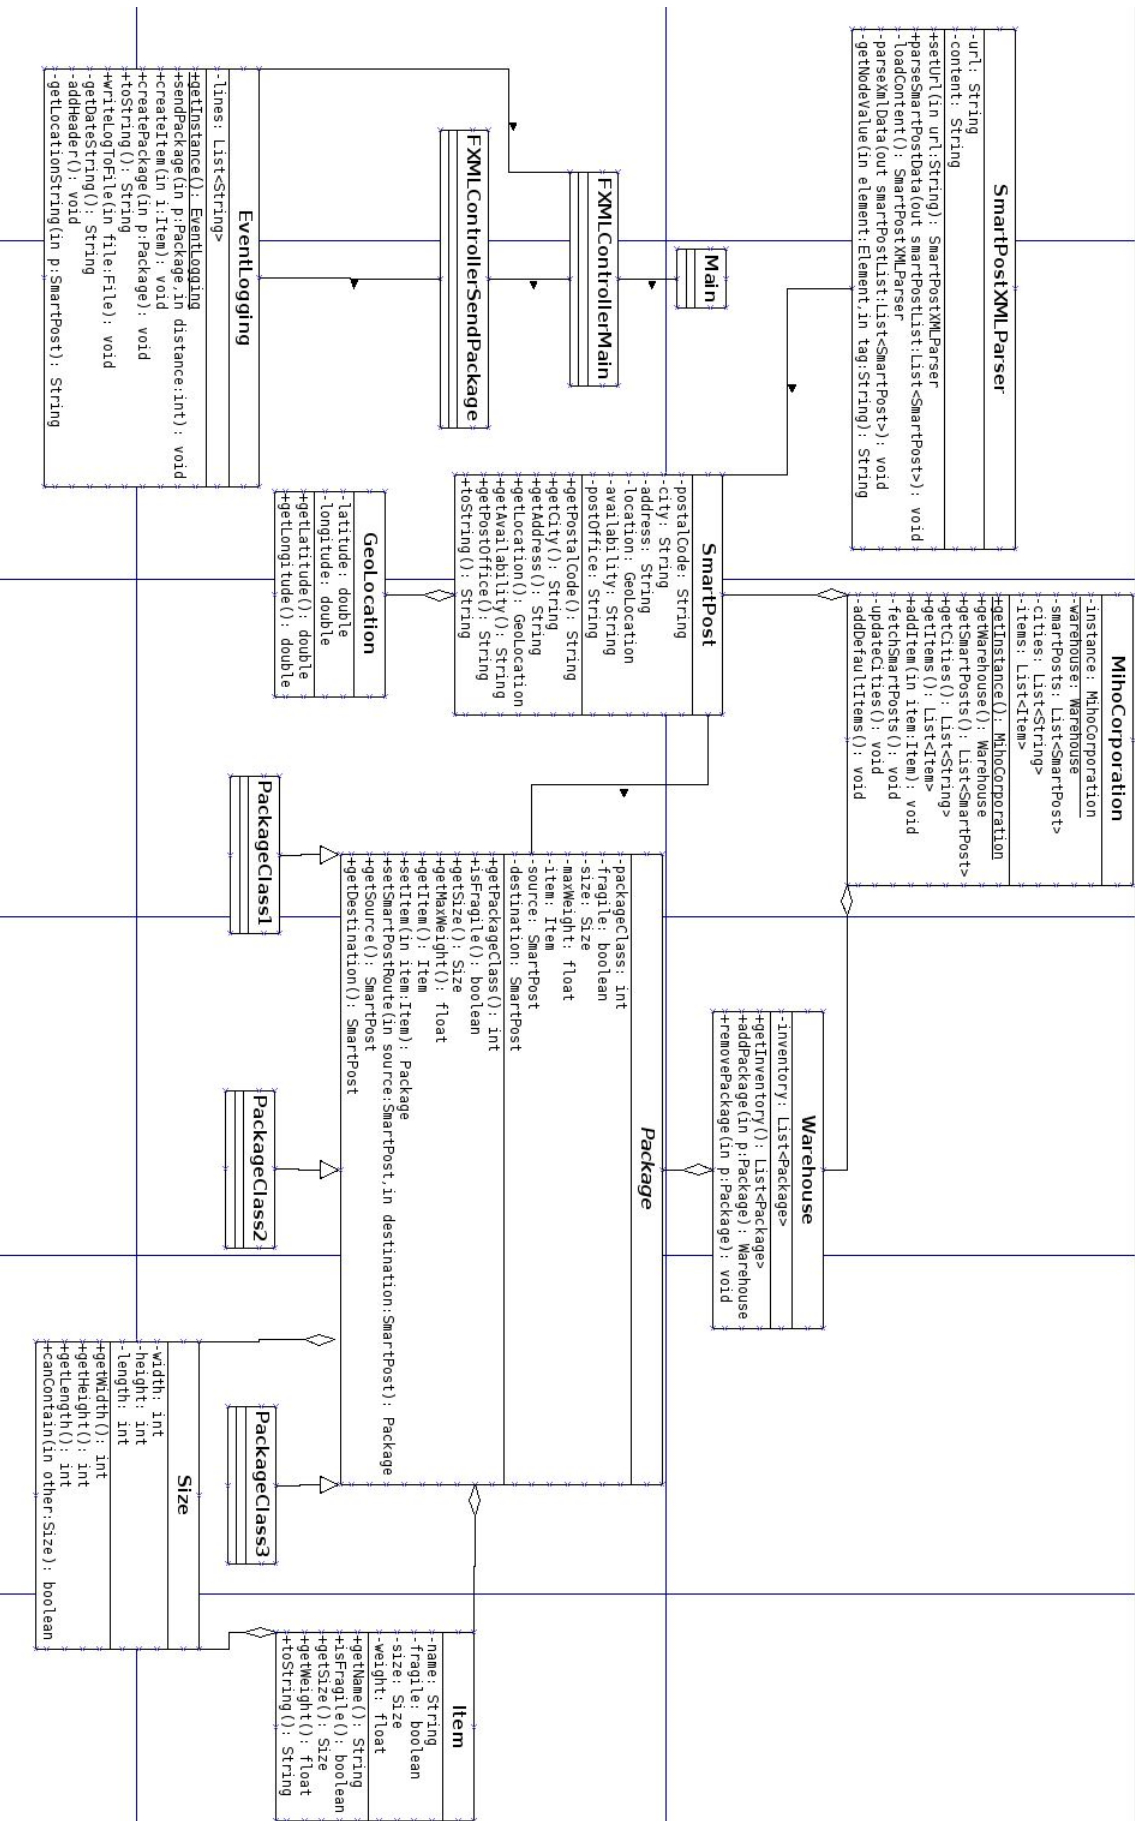 SmartPostXMLParser
-url: String
-content: String
+setUrl(in url:String): SmartPostXMLParser
+parseSmartPostData(out smartPostList:List<SmartPost>): void
-loadContent(): SmartPostXMLParser
-parseXmlData(out smartPostList:List<SmartPost>): void
-getNodeValue(in element:Element,in tag:String): String
MihoCorporation
-instance: MihoCorporation
-warehouse: Warehouse
-smartPosts: List<SmartPost>
-cities: List<String>
-items: List<Item>
+getInstance(): MihoCorporation
+getWarehouse(): Warehouse
+getSmartPosts(): List<SmartPost>
+getCities(): List<String>
+getItems(): List<Item>
+addItem(in item:Item): void
-fetchSmartPosts(): void
-updateCities(): void
-addDefaultItems(): void
Warehouse
-inventory: List<Package>
+getInventory(): List<Package>
+addPackage(in p:Package): Warehouse
+removePackage(in p:Package): void
Main
FXMLControllerMain
FXMLControllerSendPackage
SmartPost
-postalCode: String
-city: String
-address: String
-location: GeoLocation
-availability: String
-postOffice: String
+getPostalCode(): String
+getCity(): String
+getAddress(): String
+getLocation(): GeoLocation
+getAvailability(): String
+getPostOffice(): String
+toString(): String
Package
-packageClass: int
-fragile: boolean
-size: Size
-maxWeight: float
-item: Item
-source: SmartPost
-destination: SmartPost
+getPackageClass(): int
+isFragile(): boolean
+getSize(): Size
+getMaxWeight(): float
+getItem(): Item
+setItem(in item:Item): Package
+setSmartPostRoute(in source:SmartPost,in destination:SmartPost): Package
+getSource(): SmartPost
+getDestination(): SmartPost
Item
-name: String
-fragile: boolean
-size: Size
-weight: float
+getName(): String
+isFragile(): boolean
+getSize(): Size
+getWeight(): float
+toString(): String
EventLogging
-lines: List<String>
+getInstance(): EventLogging
+sendPackage(in p:Package,in distance:int): void
+createItem(in i:Item): void
+createPackage(in p:Package): void
+toString(): String
+writeLogToFile(in file:File): void
-getDateString(): String
-addHeader(): void
-getLocationString(in p:SmartPost): String
GeoLocation
-latitude: double
-longitude: double
+getLatitude(): double
+getLongitude(): double
PackageClass1
PackageClass2
PackageClass3
Size
-width: int
-height: int
-length: int
+getWidth(): int
+getHeight(): int
+getLength(): int
+canContain(in other:Size): boolean